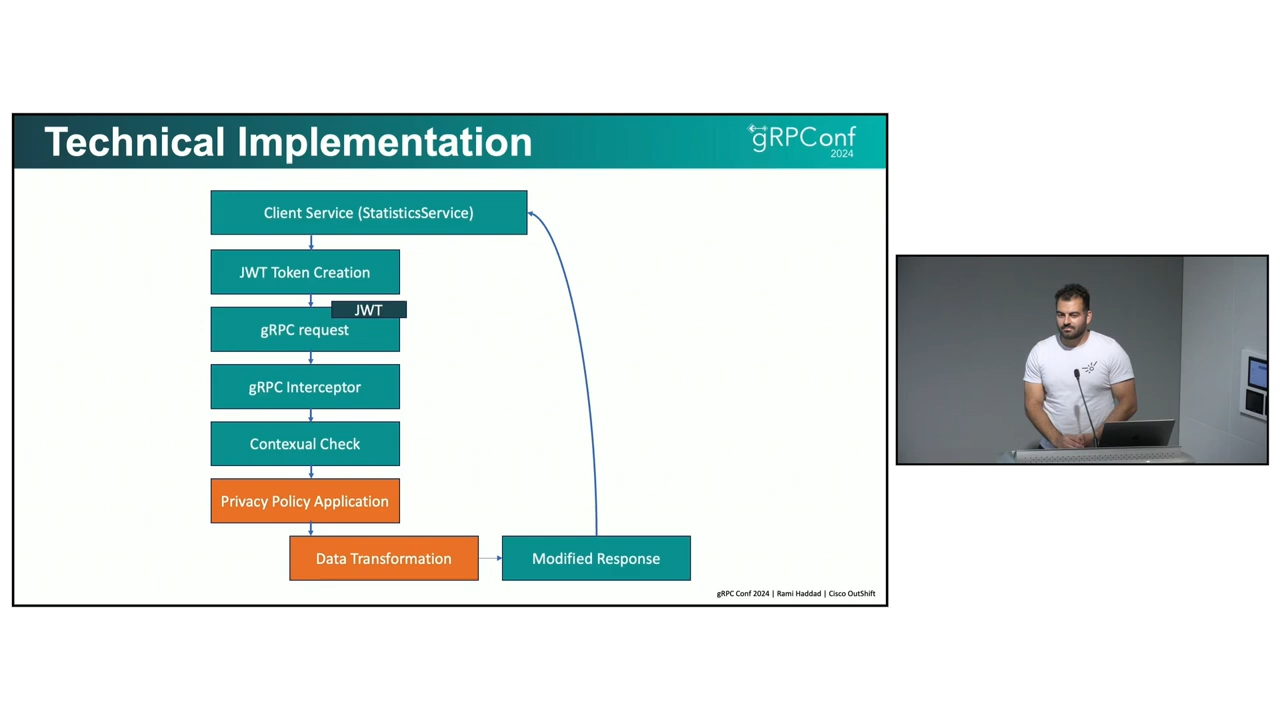 Technical Implementation
gRPConf
2024
Client Service (StatisticsService)
JWT Token Creation
JWT
gRPC request
gRPC Interceptor
Contexual Check
Privacy Policy Application
Data Transformation
Modified Response
gRPC Conf 2024 | Rami Haddad | Cisco OutShift